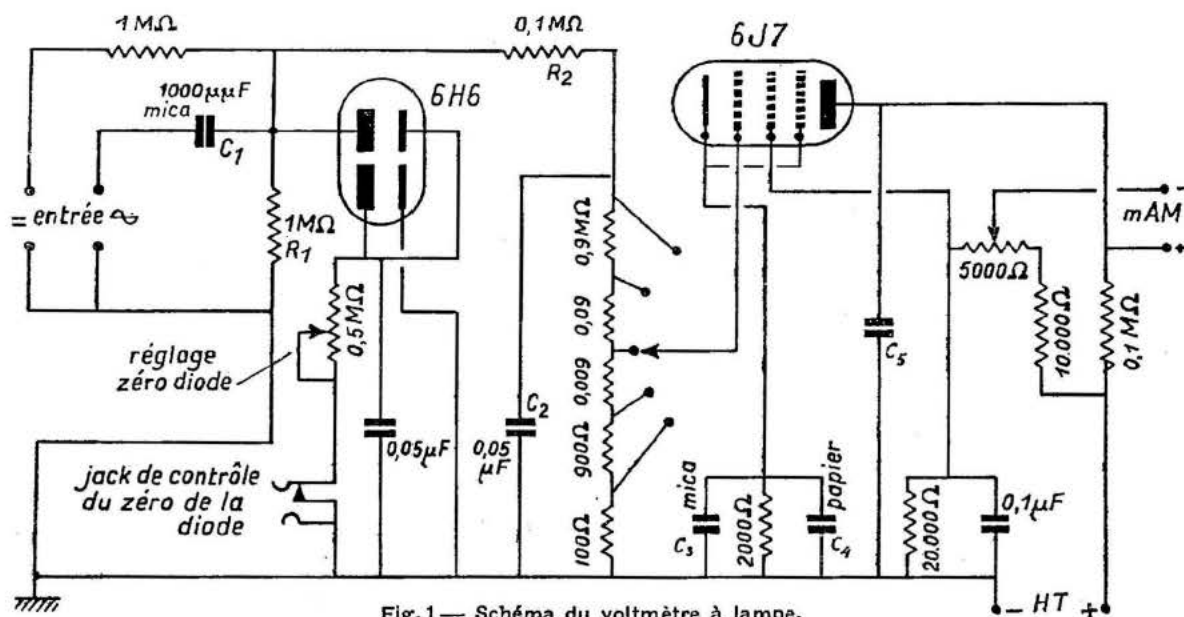 1MΩ
0,1MΩ
R2
6J7
1000µµF
mica
C1
6H6
= entrée ∿
1MΩ
R1
0,9MΩ
0,09
0,009
900Ω
100Ω
réglage
zéro diode
0,5MΩ
0,05µF
C2
0,05
µF
jack de contrôle
du zéro de la
diode
mica
C3
2000Ω
papier
C4
C5
5000Ω
10.000Ω
0,1MΩ
-
mAM
+
20.000Ω
0,1µF
- HT +
Fig. 1 — Schéma du voltmètre à lampe.